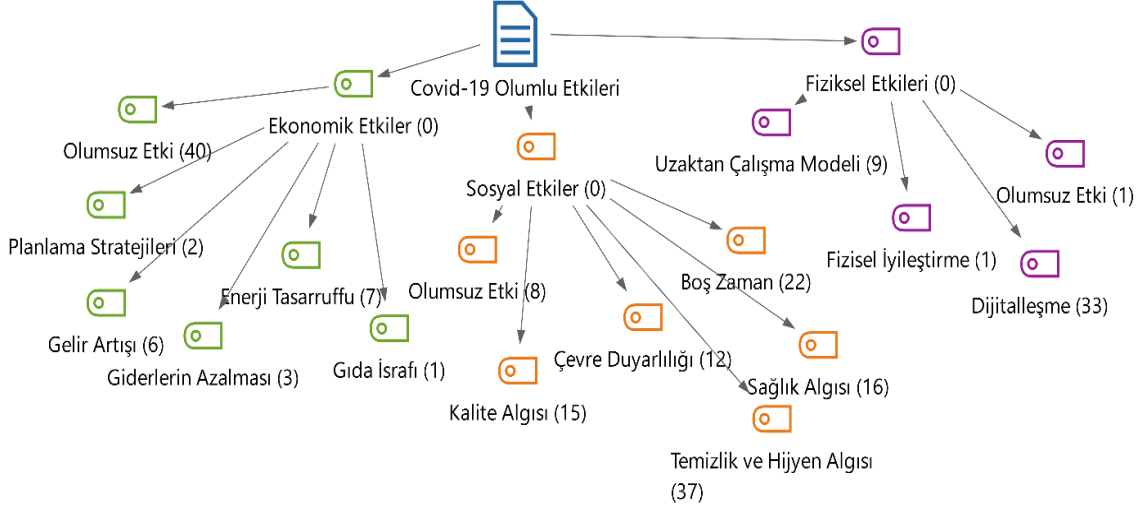 Covid-19 Olumlu Etkileri
Ekonomik Etkiler (0)
Olumsuz Etki (40)
Planlama Stratejileri (2)
Gelir Artışı (6)
Giderlerin Azalması (3)
Enerji Tasarruffu (7)
Gıda İsrafı (1)
Sosyal Etkiler (0)
Olumsuz Etki (8)
Kalite Algısı (15)
Çevre Duyarlılığı (12)
Temizlik ve Hijyen Algısı
(37)
Sağlık Algısı (16)
Boş Zaman (22)
Fiziksel Etkileri (0)
Uzaktan Çalışma Modeli (9)
Fizisel İyileştirme (1)
Dijitalleşme (33)
Olumsuz Etki (1)